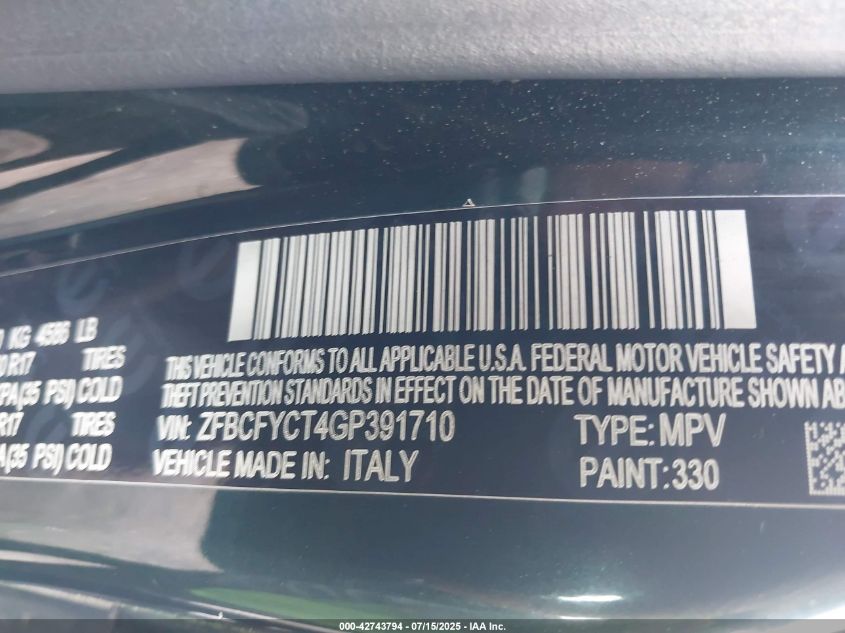 KG 4586 LB
R17 TIRES
(35 PSI) COLD
R17 TIRES
(35 PSI) COLD
THIS VEHICLE CONFORMS TO ALL APPLICABLE U.S.A. FEDERAL MOTOR VEHICLE SAFETY
THEFT PREVENTION STANDARDS IN EFFECT ON THE DATE OF MANUFACTURE SHOWN AB
VIN: ZFBCFYCT4GP391710 TYPE: MPV
VEHICLE MADE IN: ITALY PAINT: 330
000-42743794 - 07/15/2025 - IAA Inc.